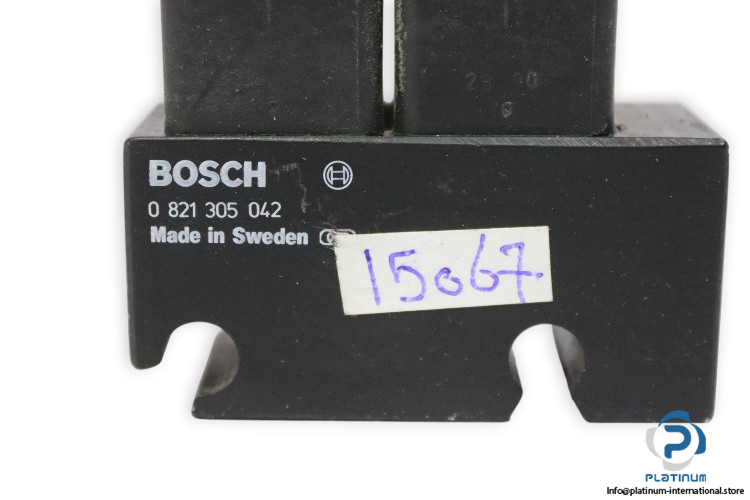 BOSCH
0 821 305 042
Made in Sweden
15067
PLATINUM
Info@platinum-international.store